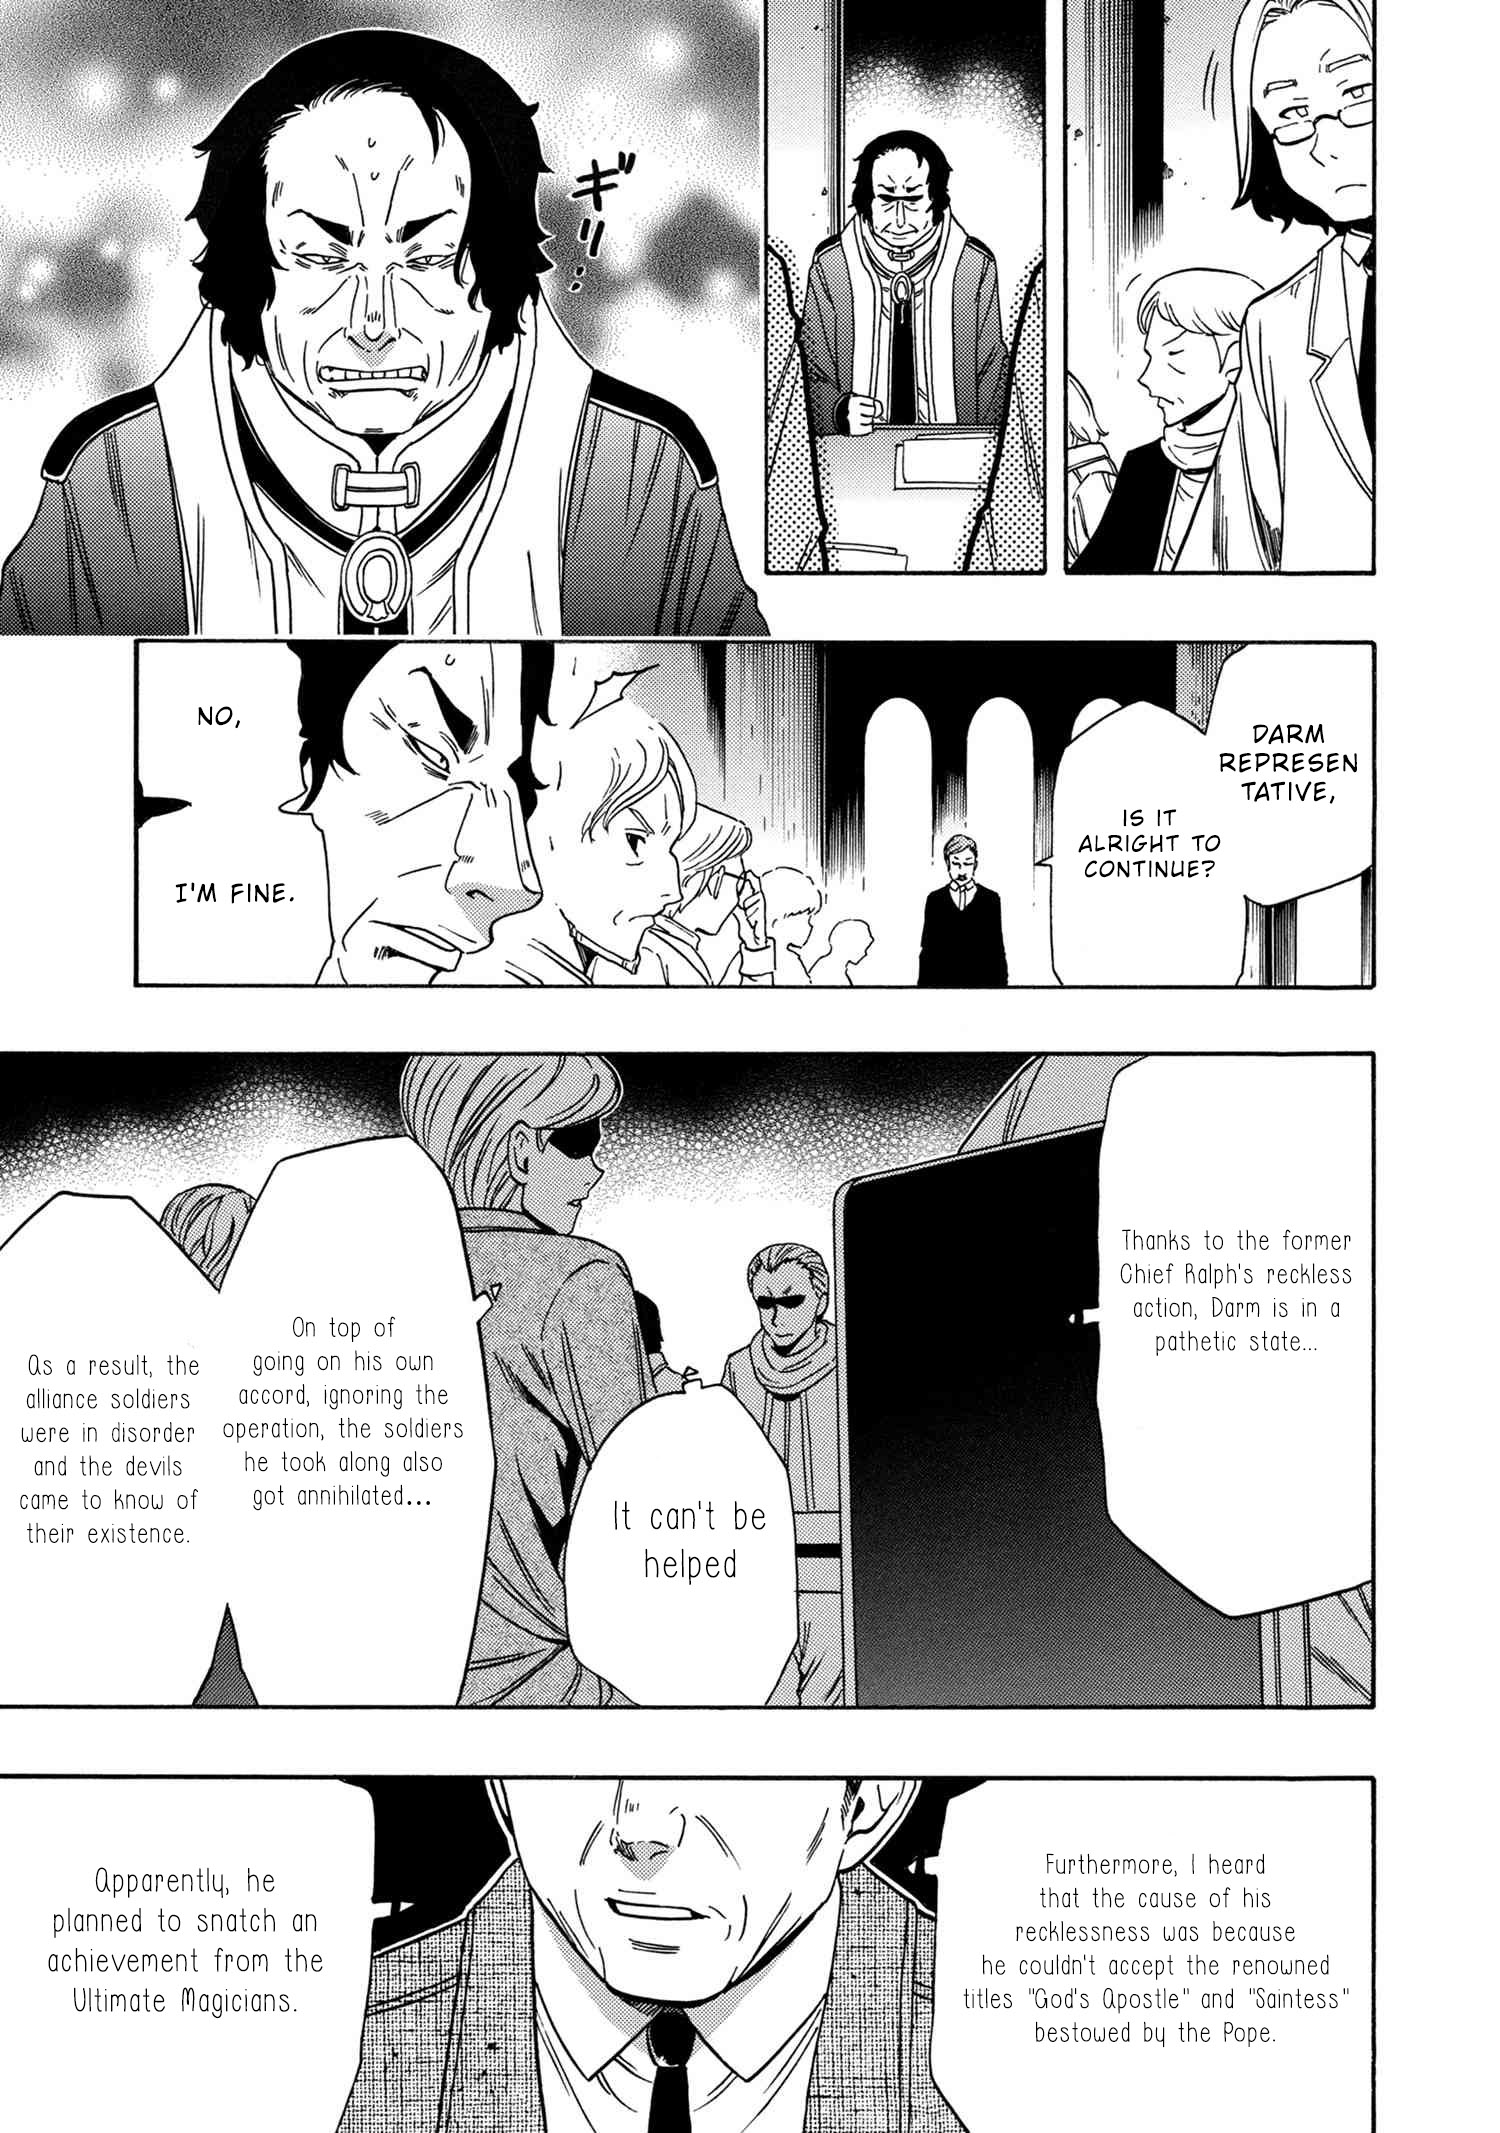 ギリ…
DARM
REPRESEN
TATIVE,
IS IT
ALRIGHT TO
CONTINUE?
NO,
I'M FINE.
Thanks to the former
Chief Ralph's reckless
action, Darm is in a
pathetic state...
It can't be
helped
On top of
going on his own
accord, ignoring the
operation, the soldiers
he took along also
got annihilated...
As a result, the
alliance soldiers
were in disorder
and the devils
came to know of
their existence.
Furthermore, I heard
that the cause of his
recklessness was because
he couldn't accept the renowned
titles "God's Apostle" and "Saintess"
bestowed by the Pope.
Apparently, he
planned to snatch an
achievement from the
Ultimate Magicians.